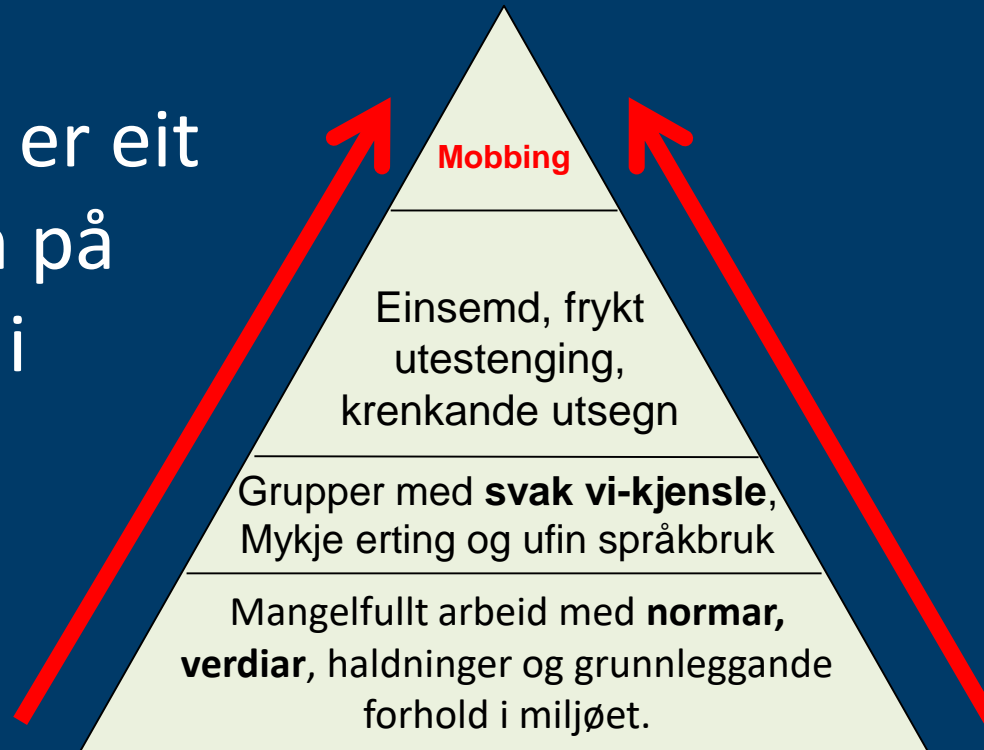 er eit
på
i
Mobbing
Einsemd, frykt
utestenging,
krenkande utsegn
Grupper med svak vi-kjensle,
Mykje erting og ufin språkbruk
Mangelfullt arbeid med normar,
verdiar, haldninger og grunnleggande
forhold i miljøet.